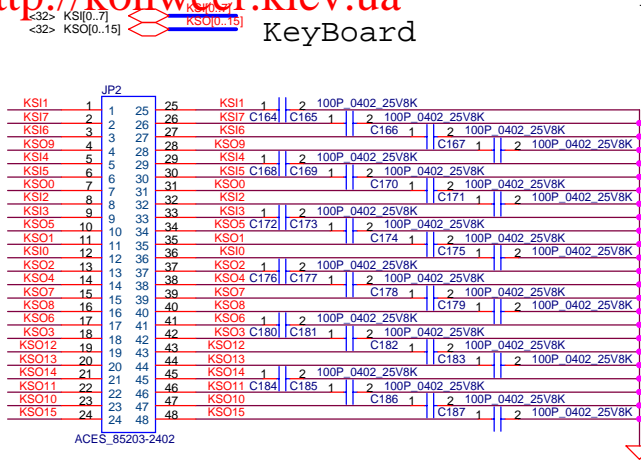 http://kohlwser.kiev.ua
<32> KSI[0..7] KSI[0..7]
<32> KSO[0..15] KSO[0..15]
KeyBoard
JP2
KSI1 1 1 25 25 KSI1 1 2 100P_0402_25V8K
KSI7 2 2 26 26 KSI7 C164 C165 1 2 100P_0402_25V8K
KSI6 3 3 27 27 KSI6 C166 1 2 100P_0402_25V8K
KSO9 4 4 28 28 KSO9 C167 1 2 100P_0402_25V8K
KSI4 5 5 29 29 KSI4 1 2 100P_0402_25V8K
KSI5 6 6 30 30 KSI5 C168 C169 1 2 100P_0402_25V8K
KSO0 7 7 31 31 KSO0 C170 1 2 100P_0402_25V8K
KSI2 8 8 32 32 KSI2 C171 1 2 100P_0402_25V8K
KSI3 9 9 33 33 KSI3 1 2 100P_0402_25V8K
KSO5 10 10 34 34 KSO5 C172 C173 1 2 100P_0402_25V8K
KSO1 11 11 35 35 KSO1 C174 1 2 100P_0402_25V8K
KSI0 12 12 36 36 KSI0 C175 1 2 100P_0402_25V8K
KSO2 13 13 37 37 KSO2 1 2 100P_0402_25V8K
KSO4 14 14 38 38 KSO4 C176 C177 1 2 100P_0402_25V8K
KSO7 15 15 39 39 KSO7 C178 1 2 100P_0402_25V8K
KSO8 16 16 40 40 KSO8 C179 1 2 100P_0402_25V8K
KSO6 17 17 41 41 KSO6 1 2 100P_0402_25V8K
KSO3 18 18 42 42 KSO3 C180 C181 1 2 100P_0402_25V8K
KSO12 19 19 43 43 KSO12 C182 1 2 100P_0402_25V8K
KSO13 20 20 44 44 KSO13 C183 1 2 100P_0402_25V8K
KSO14 21 21 45 45 KSO14 1 2 100P_0402_25V8K
KSO11 22 22 46 46 KSO11 C184 C185 1 2 100P_0402_25V8K
KSO10 23 23 47 47 KSO10 C186 1 2 100P_0402_25V8K
KSO15 24 24 48 48 KSO15 C187 1 2 100P_0402_25V8K
ACES_85203-2402